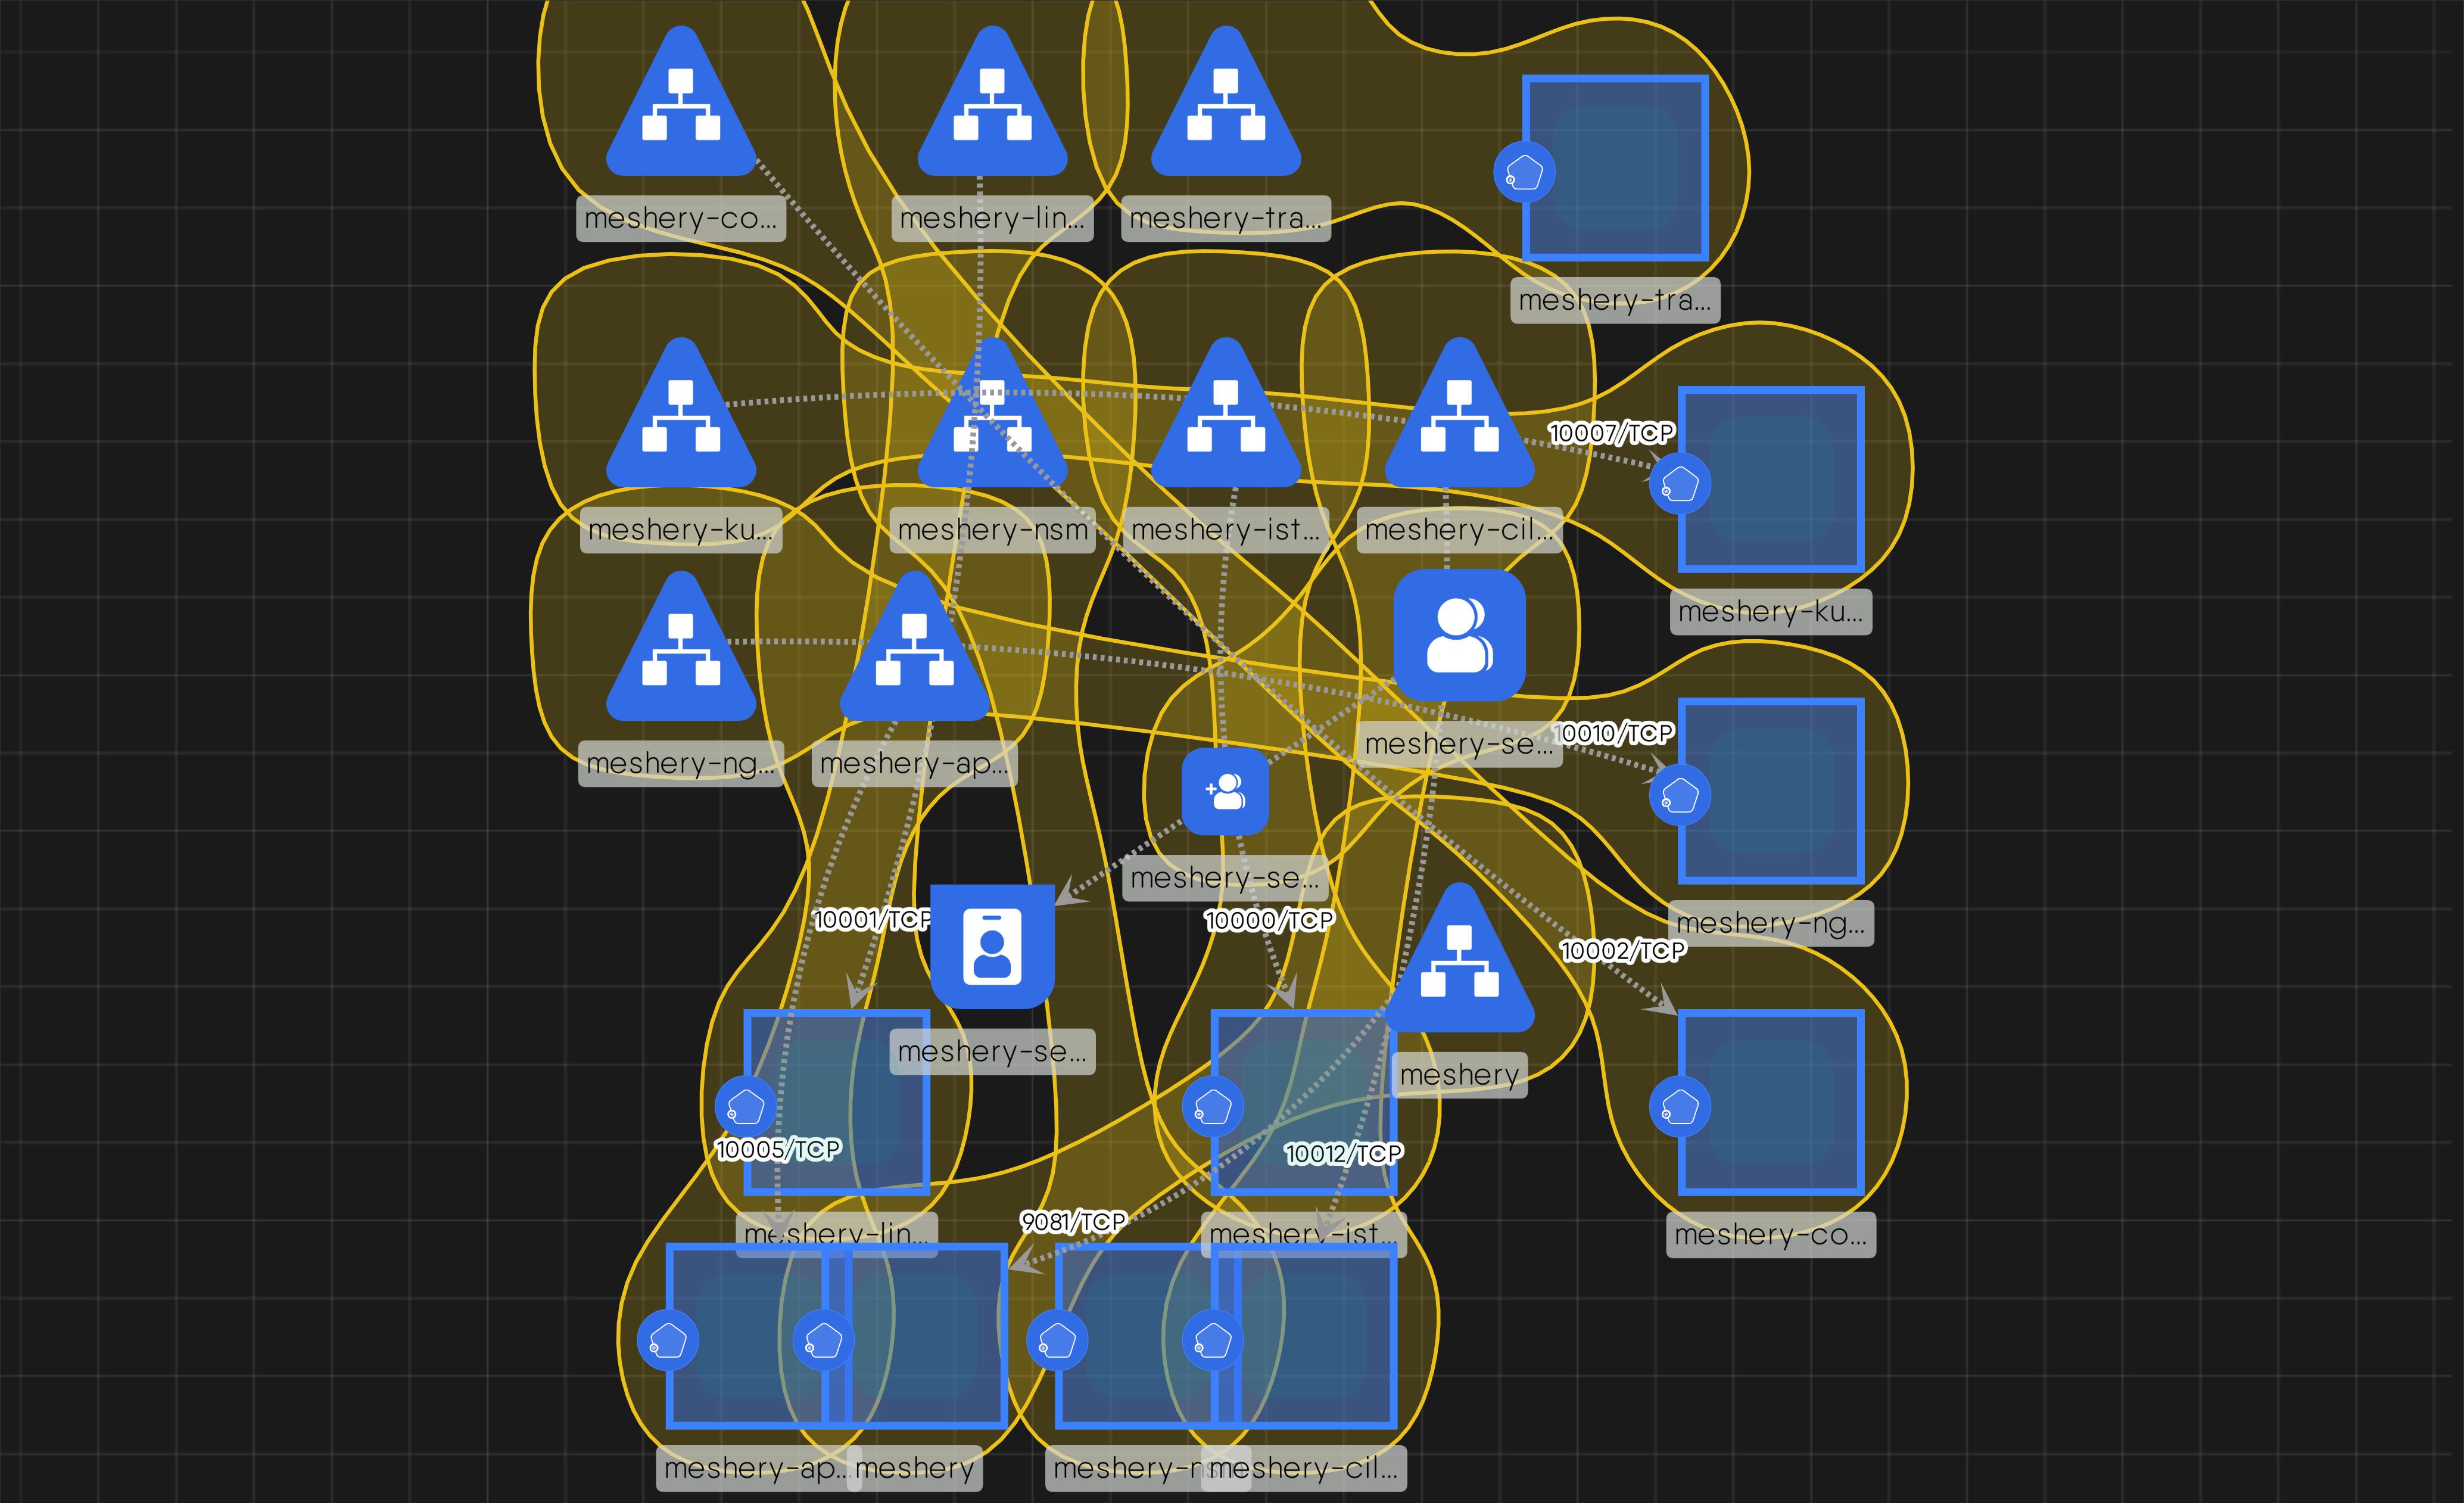 meshery-co...
meshery-lin...
meshery-tra...
meshery-tra...
10007/TCP
meshery-ku...
meshery-nsm
meshery-ist...
meshery-cil...
meshery-ku...
10010/TCP
meshery-se...
meshery-ng...
meshery-ap...
meshery-se...
10001/TCP
10000/TCP
meshery-ng...
10002/TCP
meshery-se...
meshery
10005/TCP
10012/TCP
9081/TCP
meshery-lin...
meshery-ist...
meshery-co...
meshery-ap...
meshery
meshery-nsm
meshery-cil...